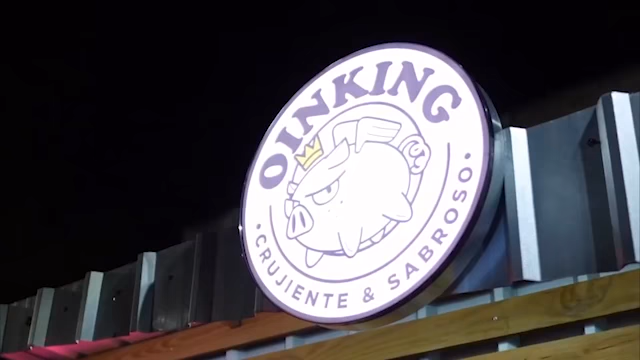 OINKING
• CRUJIENTE & SABROSO •